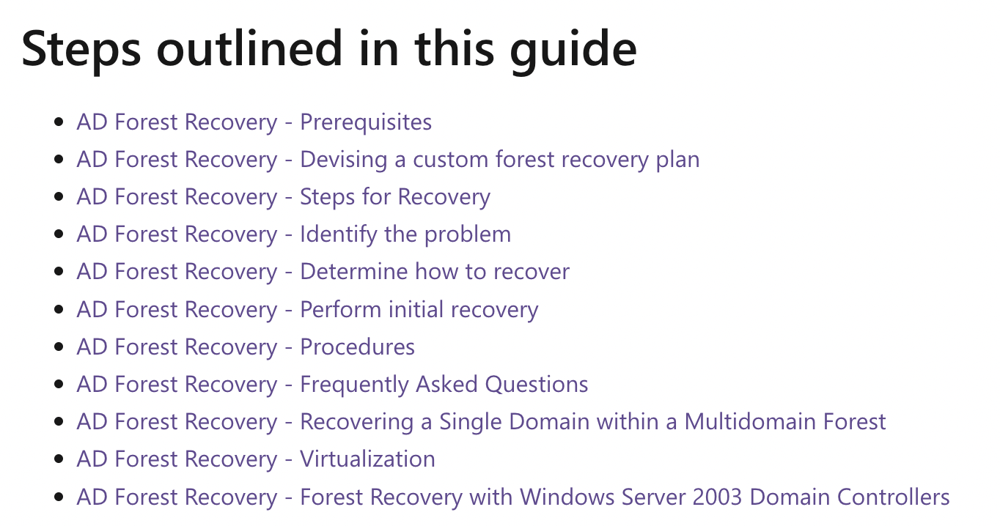 Steps outlined in this guide
AD Forest Recovery - Prerequisites
AD Forest Recovery - Devising a custom forest recovery plan
AD Forest Recovery - Steps for Recovery
AD Forest Recovery - Identify the problem
AD Forest Recovery - Determine how to recover
AD Forest Recovery - Perform initial recovery
AD Forest Recovery - Procedures
AD Forest Recovery - Frequently Asked Questions
AD Forest Recovery - Recovering a Single Domain within a Multidomain Forest
AD Forest Recovery - Virtualization
AD Forest Recovery - Forest Recovery with Windows Server 2003 Domain Controllers